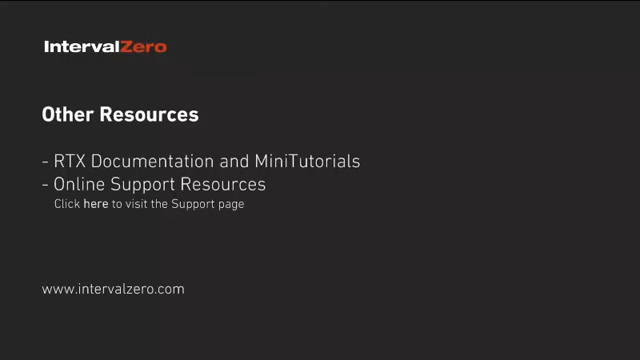 IntervalZero
Other Resources
- RTX Documentation and MiniTutorials
- Online Support Resources
Click here to visit the Support page
www.intervalzero.com